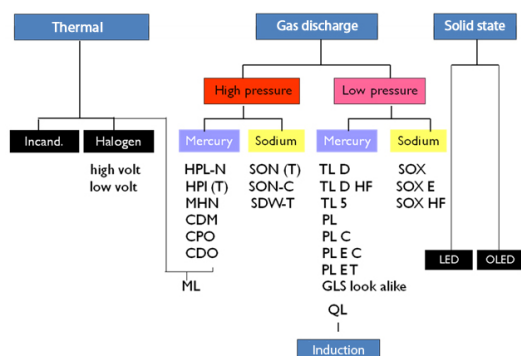 Thermal
Gas discharge
Solid state
High pressure
Low pressure
Incand.
Halogen
Mercury
Sodium
Mercury
Sodium
high volt
low volt
HPL-N
HPI (T)
MHN
CDM
CPO
CDO
ML
SON (T)
SON-C
SDW-T
TL D
TL D HF
TL 5
PL
PL C
PL E C
PL E T
GLS look alike
QL
Induction
SOX
SOX E
SOX HF
LED
OLED